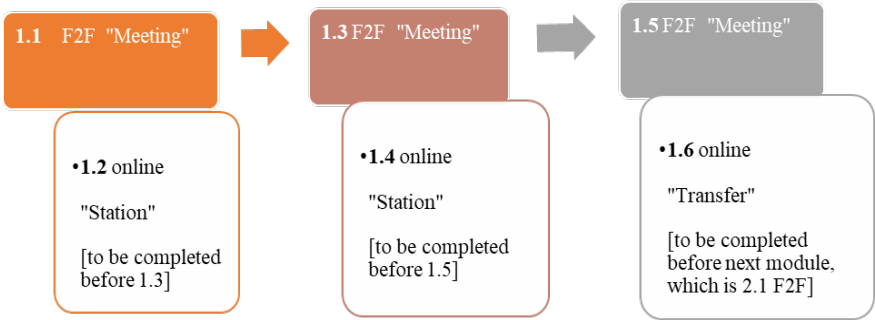 1.1 F2F "Meeting"
•1.2 online
"Station"
[to be completed
before 1.3]
1.3 F2F "Meeting"
•1.4 online
"Station"
[to be completed
before 1.5]
1.5 F2F "Meeting"
•1.6 online
"Transfer"
[to be completed
before next module,
which is 2.1 F2F]